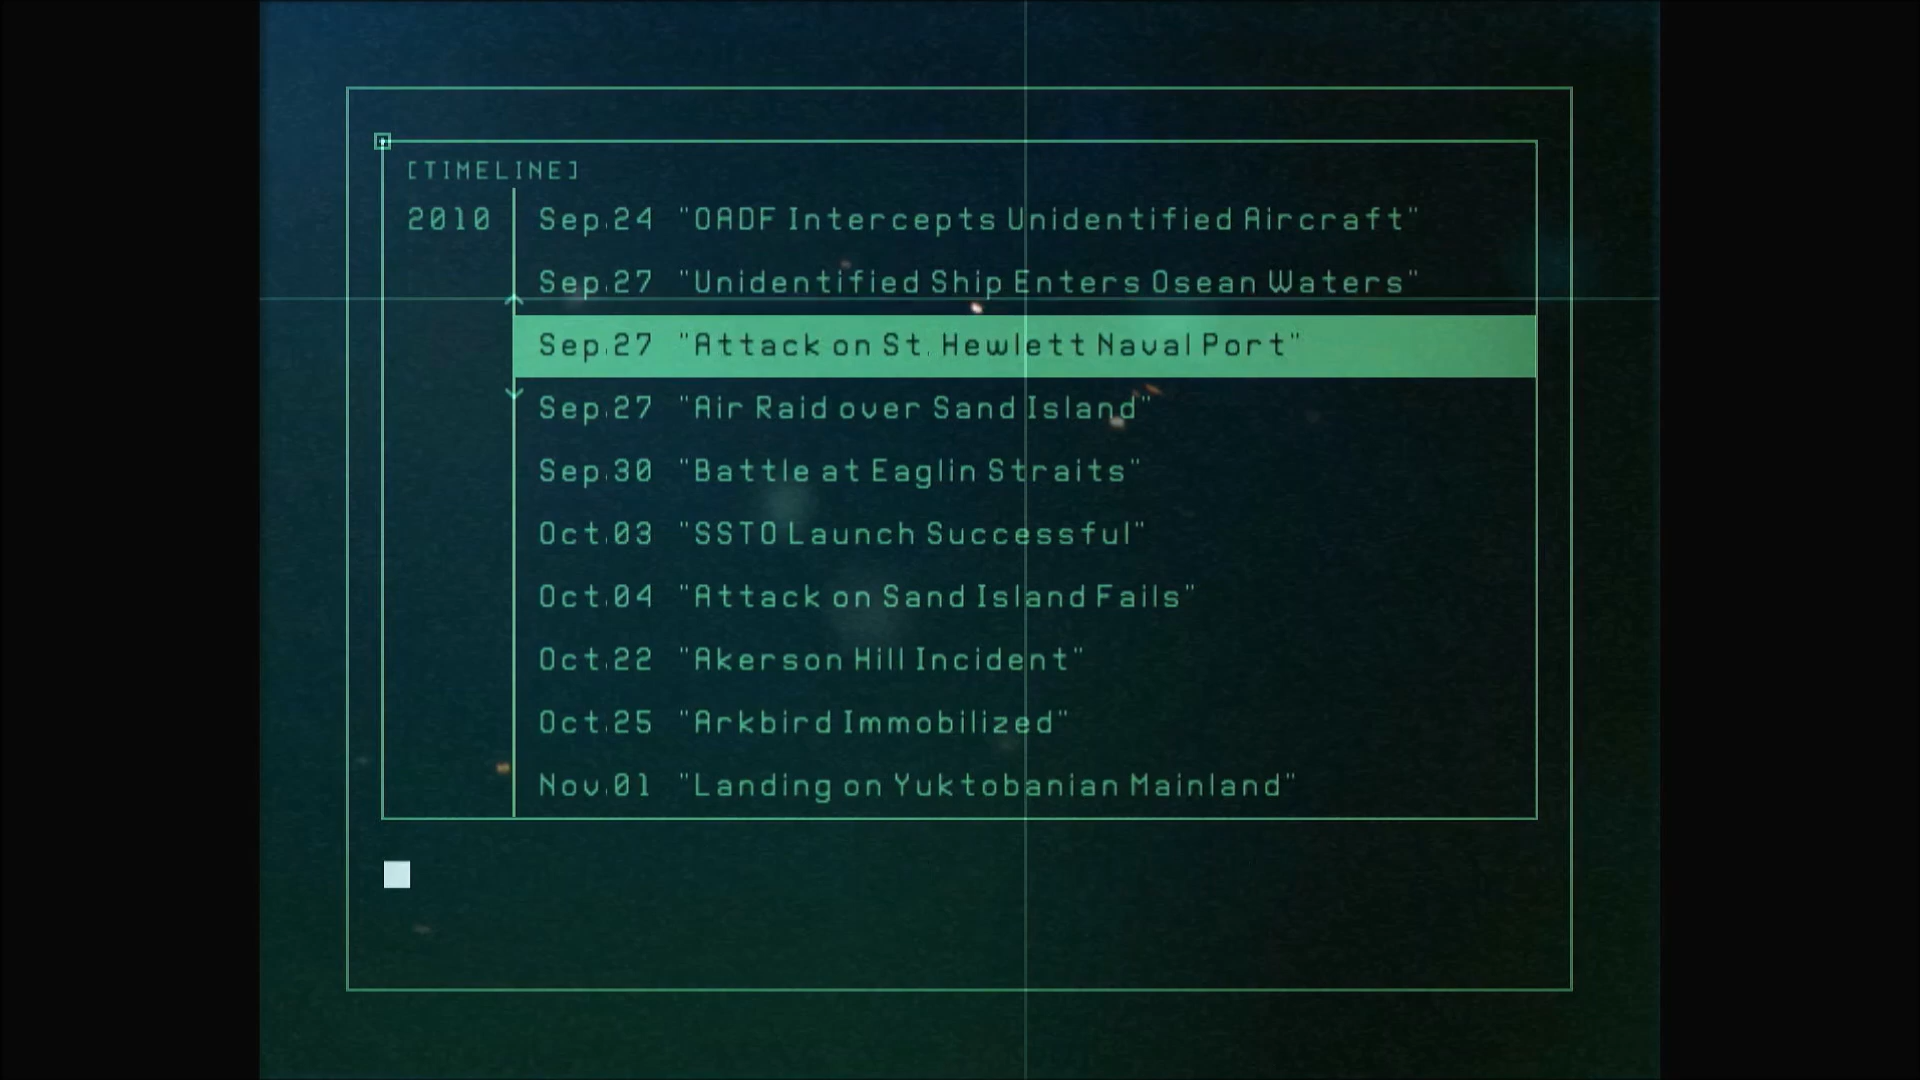 [TIMELINE]
2010 Sep.24 "OADF Intercepts Unidentified Aircraft"
Sep.27 "Unidentified Ship Enters Osean Waters"
Sep.27 "Attack on St. Hewlett Naval Port"
Sep.27 "Air Raid over Sand Island"
Sep.30 "Battle at Eaglin Straits"
Oct.03 "SSTO Launch Successful"
Oct.04 "Attack on Sand Island Fails"
Oct.22 "Akerson Hill Incident"
Oct.25 "Arkbird Immobilized"
Nov.01 "Landing on Yuktobanian Mainland"